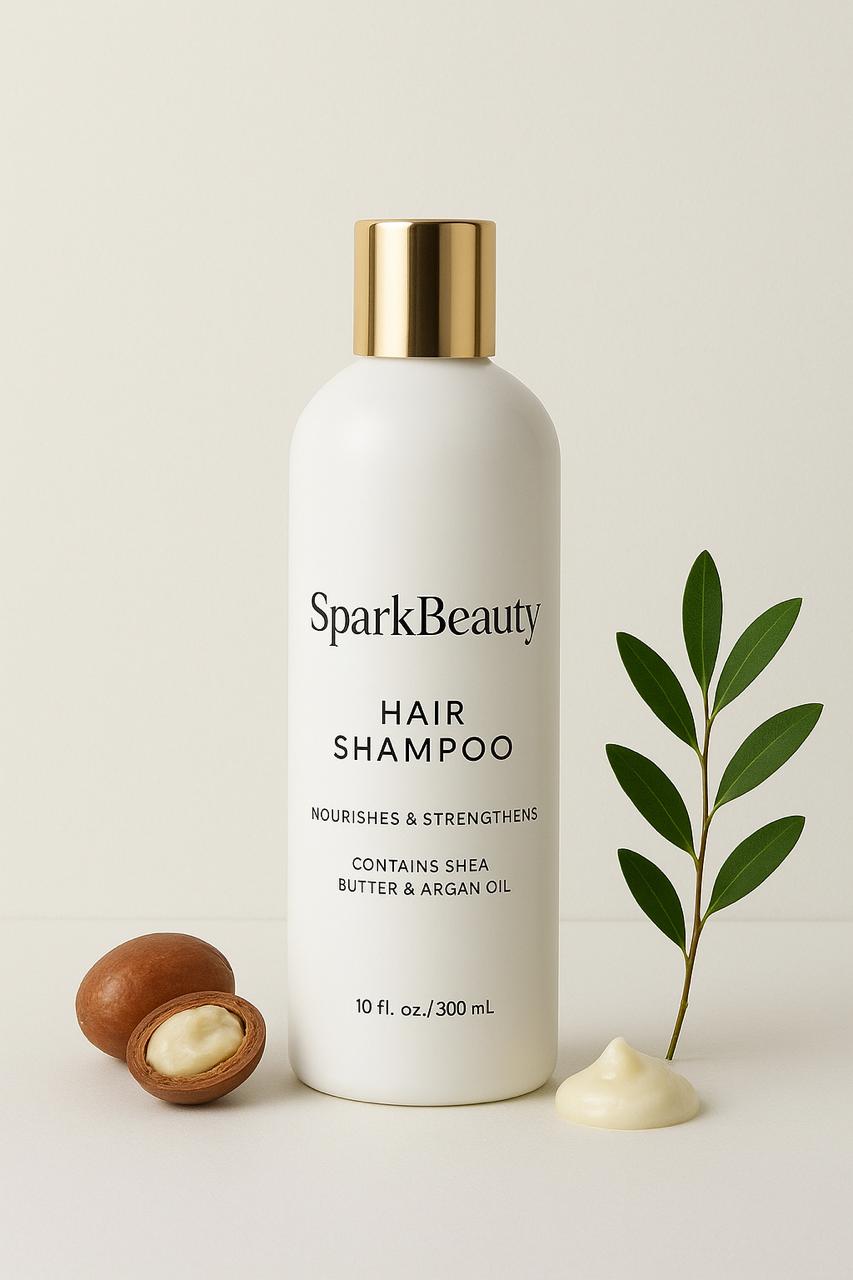 SparkBeauty
HAIR
SHAMPOO
NOURISHES & STRENGTHENS
CONTAINS SHEA
BUTTER & ARGAN OIL
10 fl. oz./300 mL